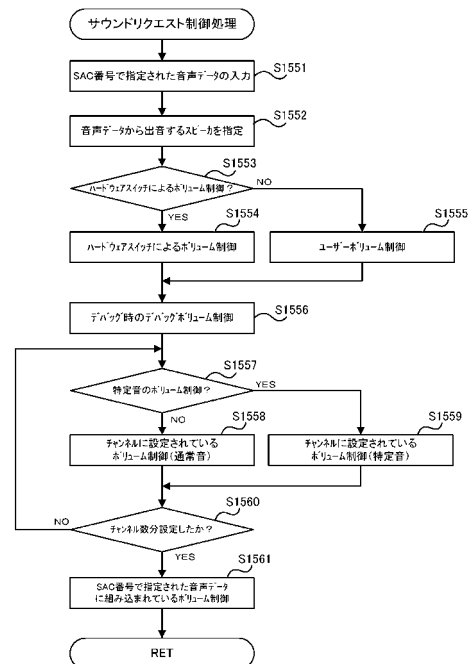 サウンドリクエスト制御処理
S1551
SAC番号で指定された音声データの入力
S1552
音声データから出音するスピーカを指定
S1553
ハードウェアスイッチによるボリューム制御？
NO
YES
S1554
S1555
ハードウェアスイッチによるボリューム制御
ユーザーボリューム制御
S1556
デバッグ時のデバッグボリューム制御
S1557
特定音のボリューム制御？
YES
NO
S1558
S1559
チャンネルに設定されている
ボリューム制御(通常音)
チャンネルに設定されている
ボリューム制御(特定音)
S1560
NO
チャンネル数分設定したか？
YES
S1561
SAC番号で指定された音声データ
に組み込まれているボリューム制御
RET